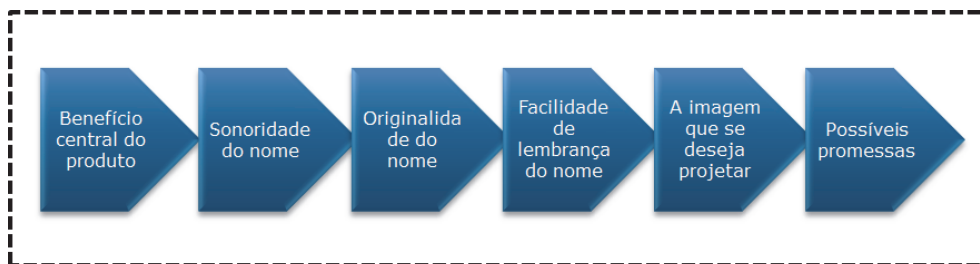 Benefício
central do
produto
Sonoridade
do nome
Originalida
de do
nome
Facilidade
de
lembrança
do nome
A imagem
que se
deseja
projetar
Possíveis
promessas